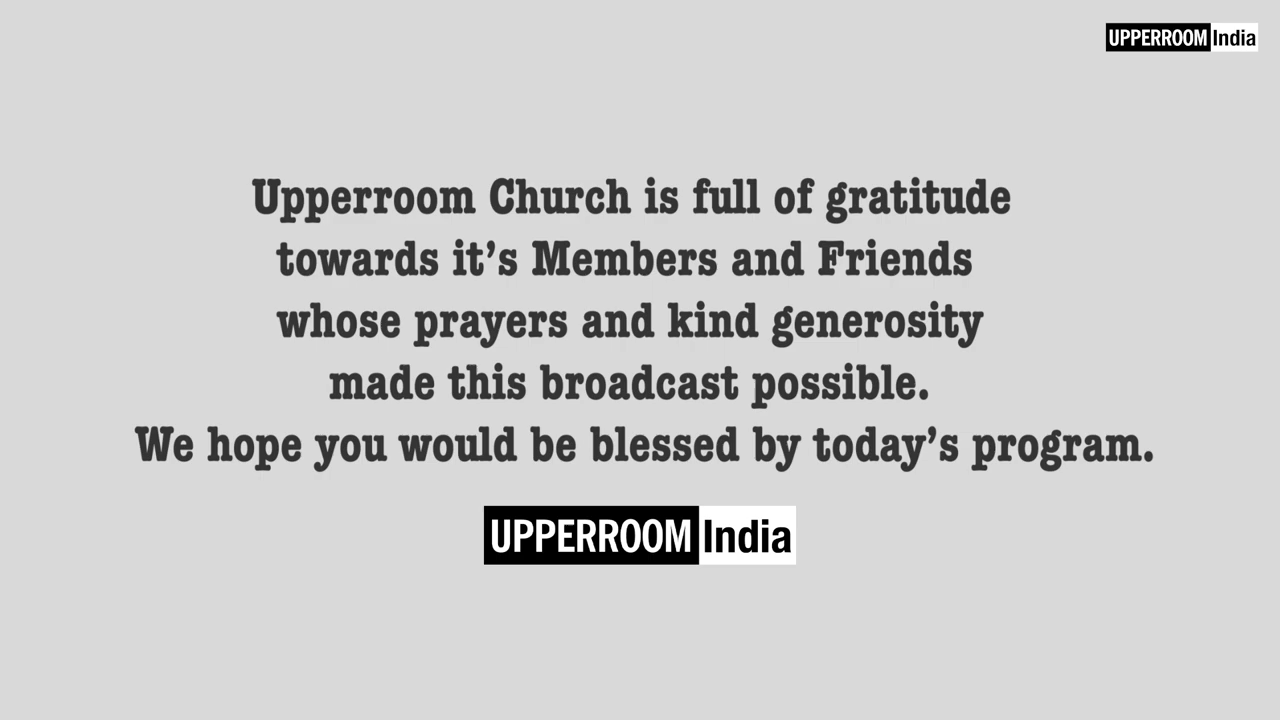 UPPERROOM India
Upperroom Church is full of gratitude
towards it’s Members and Friends
whose prayers and kind generosity
made this broadcast possible.
We hope you would be blessed by today’s program.
UPPERROOM India